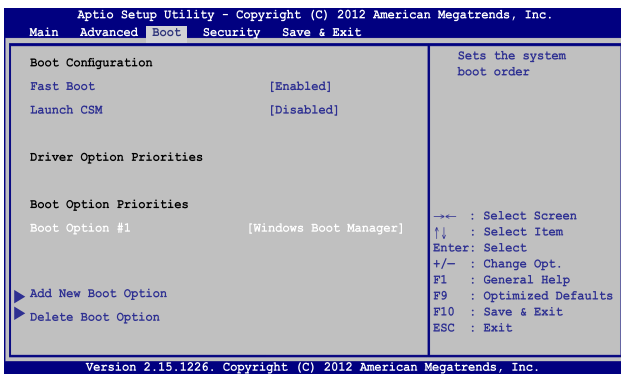 Aptio Setup Utility - Copyright (C) 2012 American Megatrends, Inc.
Main Advanced Boot Security Save & Exit
Boot Configuration
Fast Boot [Enabled]
Launch CSM [Disabled]
Driver Option Priorities
Boot Option Priorities
Boot Option #1 [Windows Boot Manager]
Add New Boot Option
Delete Boot Option
Sets the system
boot order
→← : Select Screen
↑↓ : Select Item
Enter: Select
+/— : Change Opt.
F1 : General Help
F9 : Optimized Defaults
F10 : Save & Exit
ESC : Exit
Version 2.15.1226. Copyright (C) 2012 American Megatrends, Inc.